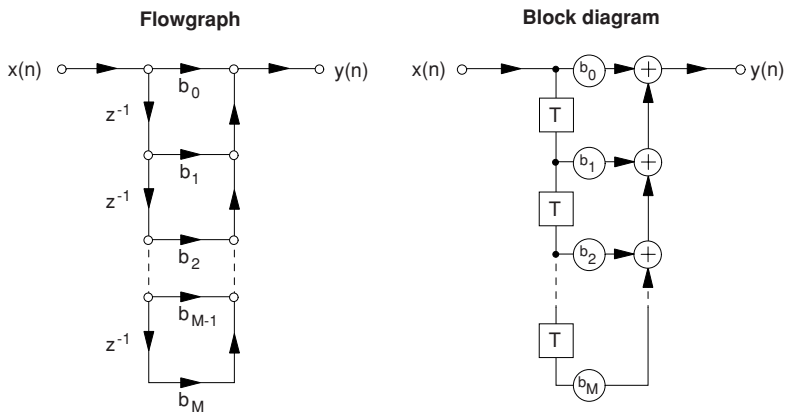 Flowgraph
Block diagram
x(n)
b0
y(n)
z-1
b1
z-1
b2
bM-1
z-1
bM
x(n)
b0
+
y(n)
T
b1
+
T
b2
+
T
bM